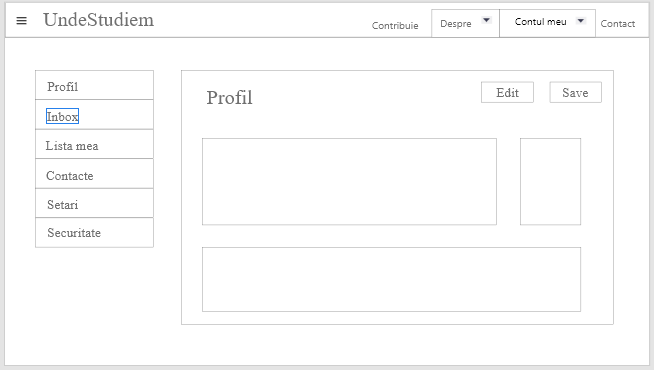 UndeStudiem
Contribuie
Despre
Contul meu
Contact
Profil
Inbox
Lista mea
Contacte
Setari
Securitate
Profil
Edit
Save